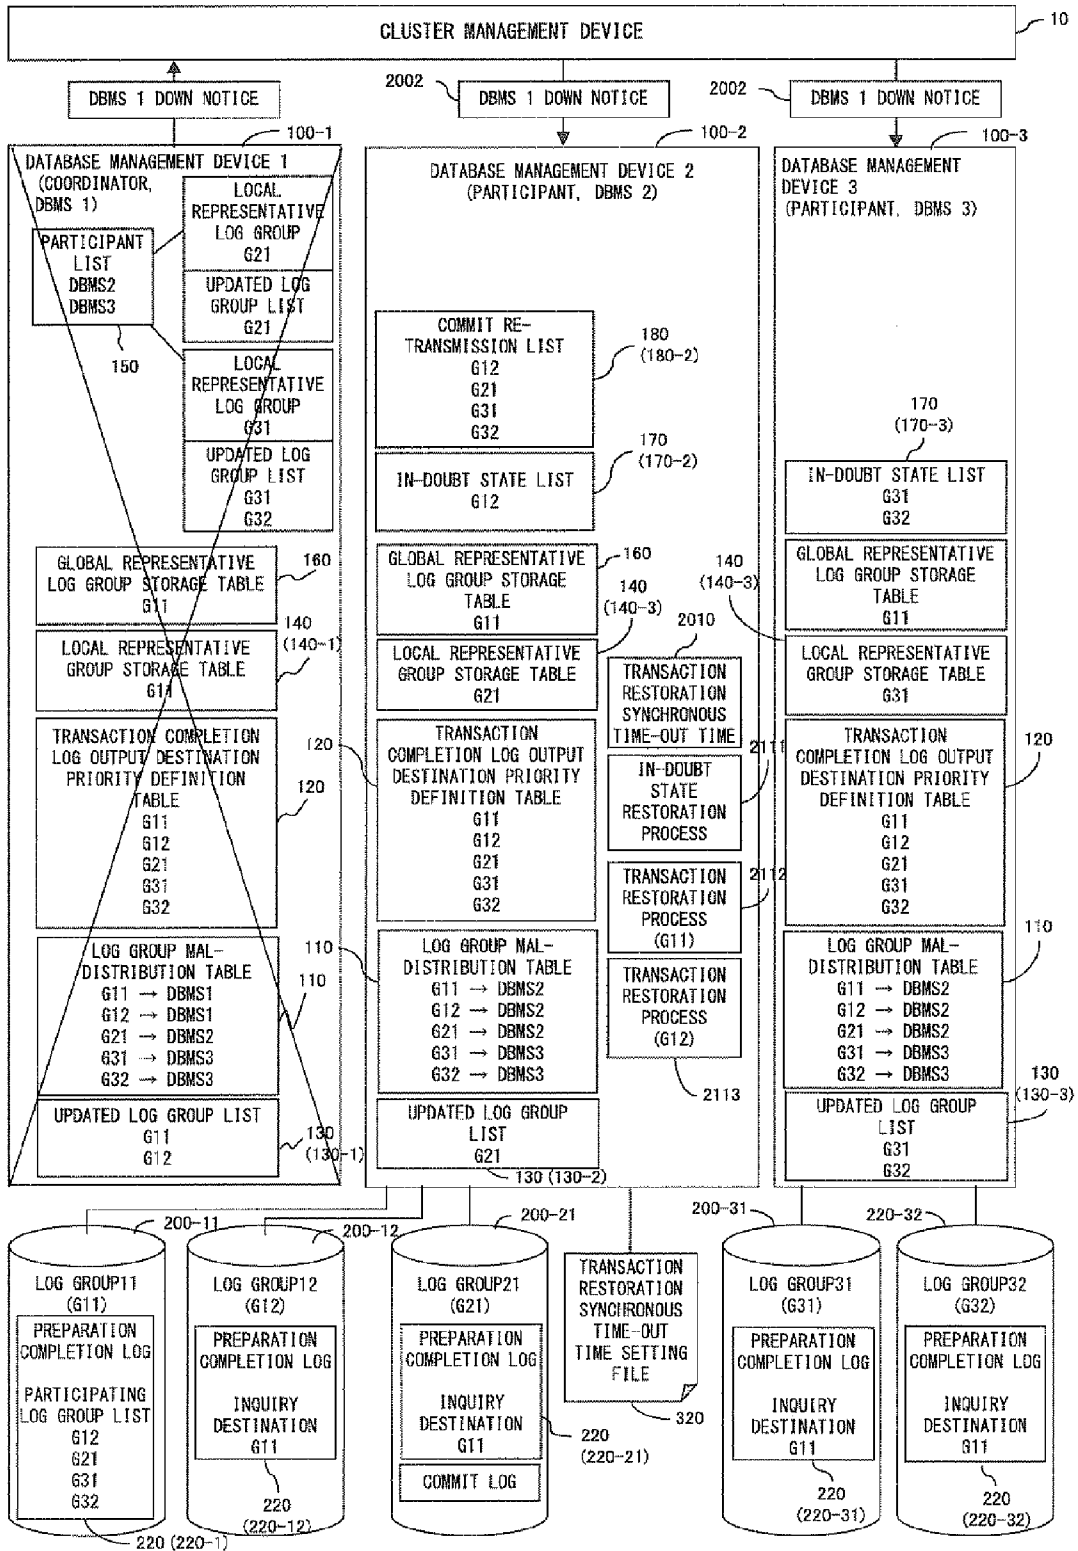 CLUSTER MANAGEMENT DEVICE
10
DBMS 1 DOWN NOTICE
2002
DBMS 1 DOWN NOTICE
2002
DBMS 1 DOWN NOTICE
100-1
DATABASE MANAGEMENT DEVICE 1
(COORDINATOR,
DBMS 1)
PARTICIPANT
LIST
DBMS2
DBMS3
150
LOCAL
REPRESENTATIVE
LOG GROUP
G21
UPDATED LOG
GROUP LIST
G21
LOCAL
REPRESENTATIVE
LOG GROUP
G31
UPDATED LOG
GROUP LIST
G31
G32
GLOBAL REPRESENTATIVE
LOG GROUP STORAGE TABLE
G11
160
LOCAL REPRESENTATIVE
GROUP STORAGE TABLE
G11
140
(140-1)
TRANSACTION COMPLETION
LOG OUTPUT DESTINATION
PRIORITY DEFINITION
TABLE
G11
G12
G21
G31
G32
120
LOG GROUP MAL-
DISTRIBUTION TABLE
G11 → DBMS1
G12 → DBMS1
G21 → DBMS2
G31 → DBMS3
G32 → DBMS3
110
UPDATED LOG GROUP LIST
G11
G12
130
(130-1)
100-2
DATABASE MANAGEMENT DEVICE 2
(PARTICIPANT, DBMS 2)
COMMIT RE-
TRANSMISSION LIST
G12
G21
G31
G32
180
(180-2)
IN-DOUBT STATE LIST
G12
170
(170-2)
GLOBAL REPRESENTATIVE
LOG GROUP STORAGE
TABLE
G11
160
LOCAL REPRESENTATIVE
GROUP STORAGE TABLE
G21
140
(140-3)
TRANSACTION
COMPLETION LOG OUTPUT
DESTINATION PRIORITY
DEFINITION TABLE
G11
G12
G21
G31
G32
120
LOG GROUP MAL-
DISTRIBUTION TABLE
G11 → DBMS2
G12 → DBMS2
G21 → DBMS2
G31 → DBMS3
G32 → DBMS3
110
UPDATED LOG GROUP
LIST
G21
130 (130-2)
2010
TRANSACTION
RESTORATION
SYNCHRONOUS
TIME-OUT TIME
2111
IN-DOUBT
STATE
RESTORATION
PROCESS
2112
TRANSACTION
RESTORATION
PROCESS
(G11)
TRANSACTION
RESTORATION
PROCESS
(G12)
2113
100-3
DATABASE MANAGEMENT
DEVICE 3
(PARTICIPANT, DBMS 3)
170
(170-3)
IN-DOUBT STATE LIST
G31
G32
GLOBAL REPRESENTATIVE
LOG GROUP STORAGE
TABLE
G11
140
(140-3)
LOCAL REPRESENTATIVE
GROUP STORAGE TABLE
G31
TRANSACTION
COMPLETION LOG OUTPUT
DESTINATION PRIORITY
DEFINITION TABLE
G11
G12
G21
G31
G32
120
LOG GROUP MAL-
DISTRIBUTION TABLE
G11 → DBMS2
G12 → DBMS2
G21 → DBMS2
G31 → DBMS3
G32 → DBMS3
110
UPDATED LOG GROUP
LIST
G31
G32
130
(130-3)
200-11
LOG GROUP11
(G11)
PREPARATION
COMPLETION LOG
PARTICIPATING
LOG GROUP LIST
G12
G21
G31
G32
220 (220-1)
200-12
LOG GROUP12
(G12)
PREPARATION
COMPLETION LOG
INQUIRY
DESTINATION
G11
220
(220-12)
200-21
LOG GROUP21
(G21)
PREPARATION
COMPLETION LOG
INQUIRY
DESTINATION
G11
COMMIT LOG
220
(220-21)
TRANSACTION
RESTORATION
SYNCHRONOUS
TIME-OUT
TIME SETTING
FILE
320
200-31
LOG GROUP31
(G31)
PREPARATION
COMPLETION LOG
INQUIRY
DESTINATION
G11
220
(220-31)
220-32
LOG GROUP32
(G32)
PREPARATION
COMPLETION LOG
INQUIRY
DESTINATION
G11
220
(220-32)